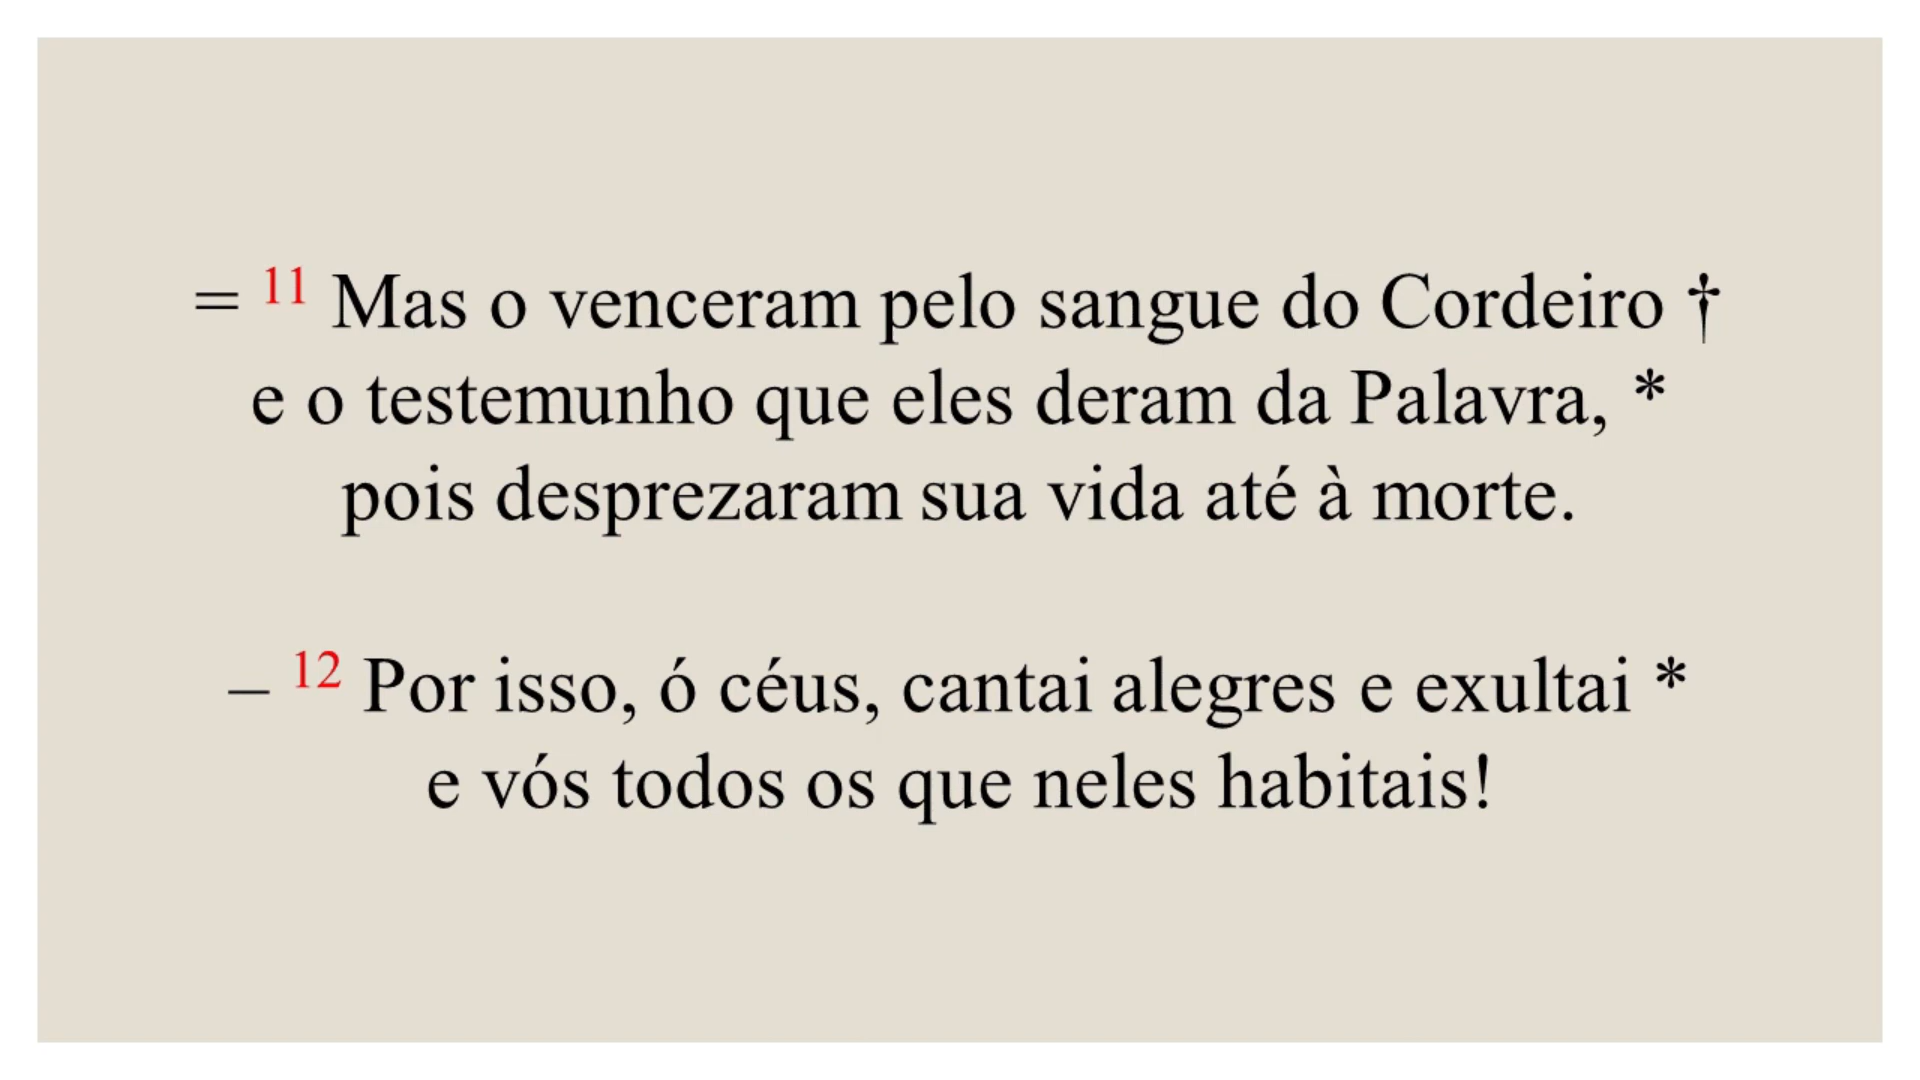 = 11 Mas o venceram pelo sangue do Cordeiro †
e o testemunho que eles deram da Palavra, *
pois desprezaram sua vida até à morte.
– 12 Por isso, ó céus, cantai alegres e exultai *
e vós todos os que neles habitais!